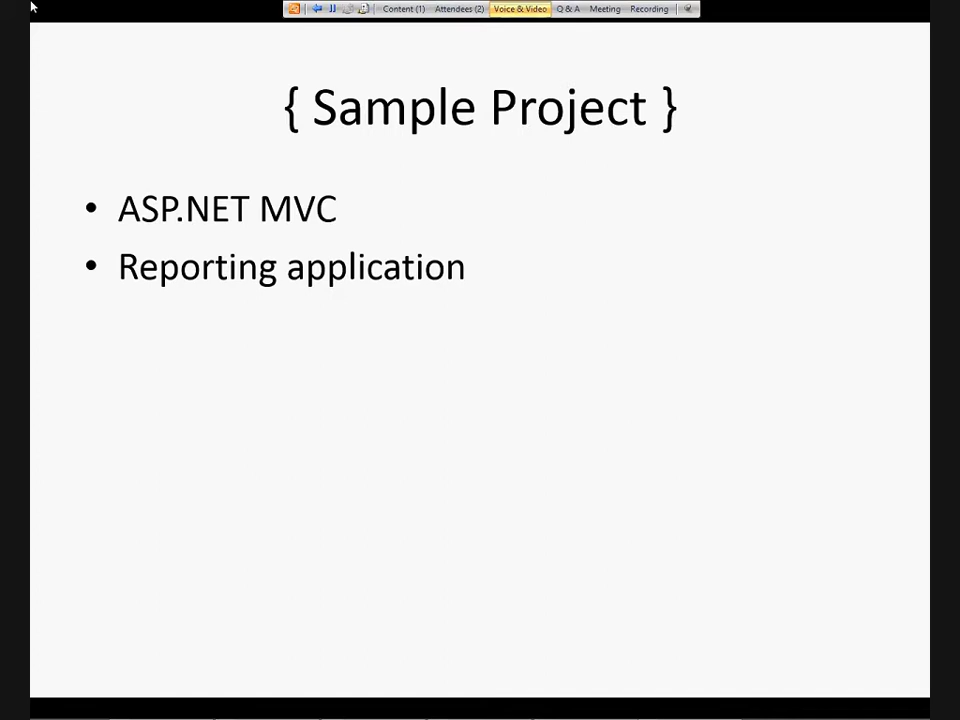 Content (1) Attendees (2) Voice & Video Q & A Meeting Recording
{ Sample Project }
• ASP.NET MVC
• Reporting application